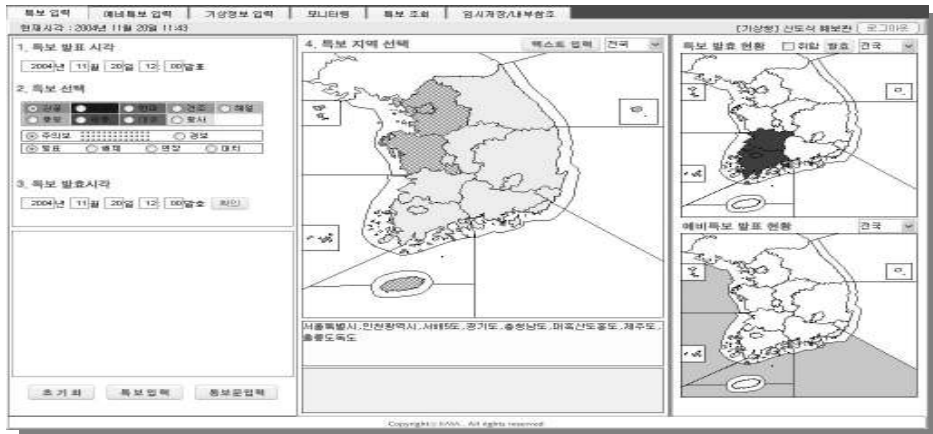 특보 입력 예비특보 입력 기상정보 입력 모니터링 특보 조회 임시저장/내부참조
현재시각 : 2004년 11월 20일 11:43 [기상청] 예보관 로그아웃
1. 특보 발표 시각
2004년 11월 20일 12: 00발표
2. 특보 선택
건조 해일
황사
주의보 경보
발표 해제 연장 대치
3. 특보 발효시각
2004년 11월 20일 12: 00발효 확인
초기화 특보입력 통보문입력
4. 특보 지역 선택 텍스트 입력 전국
서울특별시,인천광역시,서해5도,경기도,충청남도,대흑산도홍도,제주도,
울릉도독도
특보 발효 현황 취합 발효 전국
예비특보 발표 현황 전국
Copyright(c) KMA. All rights reserved.